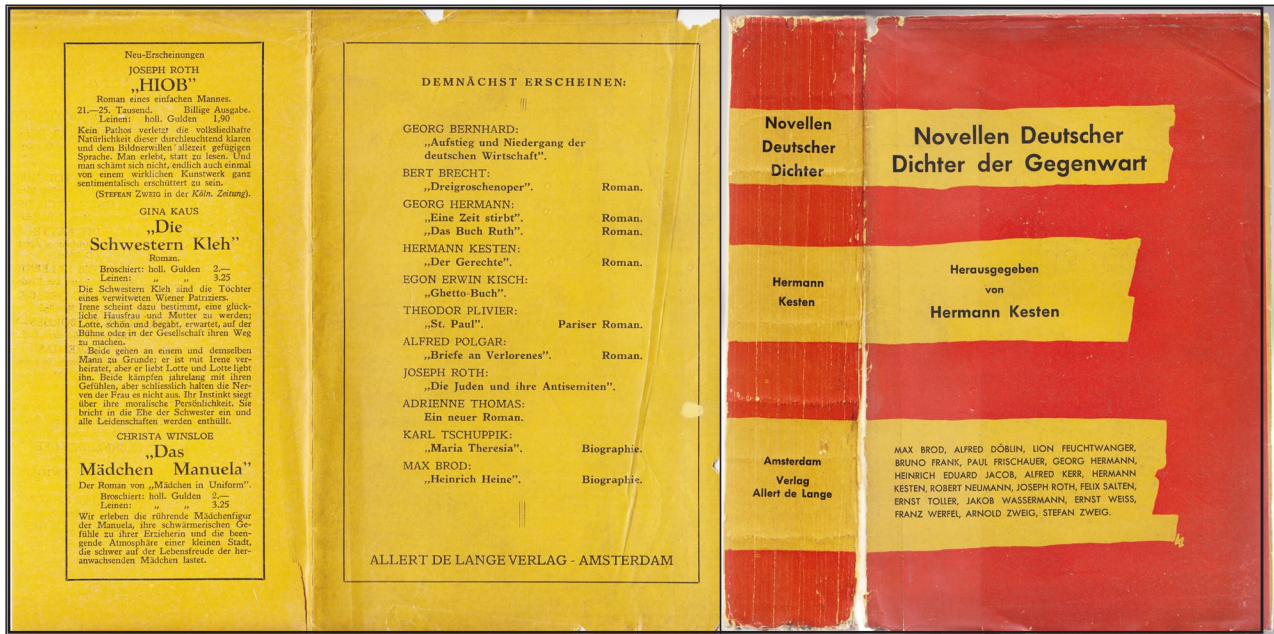 Neu-Erscheinungen
JOSEPH ROTH
„HIOB”
Roman eines einfachen Mannes.
21.—25. Tausend. Billige Ausgabe.
Leinen: holl. Gulden 1,90
Kein Pathos verletzt die volksliedhafte
Natürlichkeit dieser durchleuchtend klaren
und dem Bildnerwillen allezeit gefügigen
Sprache. Man erlebt, statt zu lesen. Und
man schämt sich nicht, endlich auch einmal
von einem wirklichen Kunstwerk ganz
sentimentalisch erschüttert zu sein.
(STEFEAN ZWEIG in der Köln. Zeitung).
GINA KAUS
„Die
Schwestern Kleh”
Roman.
Broschiert: holl. Gulden 2.—
Leinen: „ „ 3.25
Die Schwestern Kleh sind die Töchter
eines verwitweten Wiener Patriziers.
Irene scheint dazu bestimmt, eine glück-
liche Hausfrau und Mutter zu werden;
Lotte, schön und begabt, erwartet, auf der
Bühne oder in der Gesellschaft ihren Weg
zu machen.
Beide gehen an einem und demselben
Mann zu Grunde; er ist mit Irene ver-
heiratet, aber er liebt Lotte und Lotte liebt
ihn. Beide kämpfen jahrelang mit ihren
Gefühlen, aber schliesslich halten die Ner-
ven der Frau es nicht aus. Ihr Instinkt siegt
über ihre moralische Persönlichkeit. Sie
bricht in die Ehe der Schwester ein und
alle Leidenschaften werden enthüllt.
CHRISTA WINSLOE
„Das
Mädchen Manuela”
Der Roman von „Mädchen in Uniform”.
Broschiert: holl. Gulden 2,—
Leinen: „ „ 3.25
Wir erleben die rührende Mädchenfigur
der Manuela, ihre schwärmerischen Ge-
fühle zu ihrer Erzieherin und die been-
gende Atmosphäre einer kleinen Stadt,
die schwer auf der Lebensfreude der her-
anwachsenden Mädchen lastet.
DEMNÄCHST ERSCHEINEN:
GEORG BERNHARD:
„Aufstieg und Niedergang der
deutschen Wirtschaft”.
BERT BRECHT:
„Dreigroschenoper”. Roman.
GEORG HERMANN:
„Eine Zeit stirbt”. Roman.
„Das Buch Ruth”. Roman.
HERMANN KESTEN:
„Der Gerechte”. Roman.
EGON ERWIN KISCH:
„Ghetto-Buch”.
THEODOR PLIVIER:
„St. Paul”. Pariser Roman.
ALFRED POLGAR:
„Briefe an Verlorenes”. Roman.
JOSEPH ROTH:
„Die Juden und ihre Antisemiten”.
ADRIENNE THOMAS:
Ein neuer Roman.
KARL TSCHUPPIK:
„Maria Theresia”. Biographie.
MAX BROD:
„Heinrich Heine”. Biographie.
ALLERT DE LANGE VERLAG - AMSTERDAM
Novellen
Deutscher
Dichter
Hermann
Kesten
Amsterdam
Verlag
Allert de Lange
Novellen Deutscher
Dichter der Gegenwart
Herausgegeben
von
Hermann Kesten
MAX BROD, ALFRED DÖBLIN, LION FEUCHTWANGER,
BRUNO FRANK, PAUL FRISCHAUER, GEORG HERMANN,
HEINRICH EDUARD JACOB, ALFRED KERR, HERMANN
KESTEN, ROBERT NEUMANN, JOSEPH ROTH, FELIX SALTEN,
ERNST TOLLER, JAKOB WASSERMANN, ERNST WEISS,
FRANZ WERFEL, ARNOLD ZWEIG, STEFAN ZWEIG.